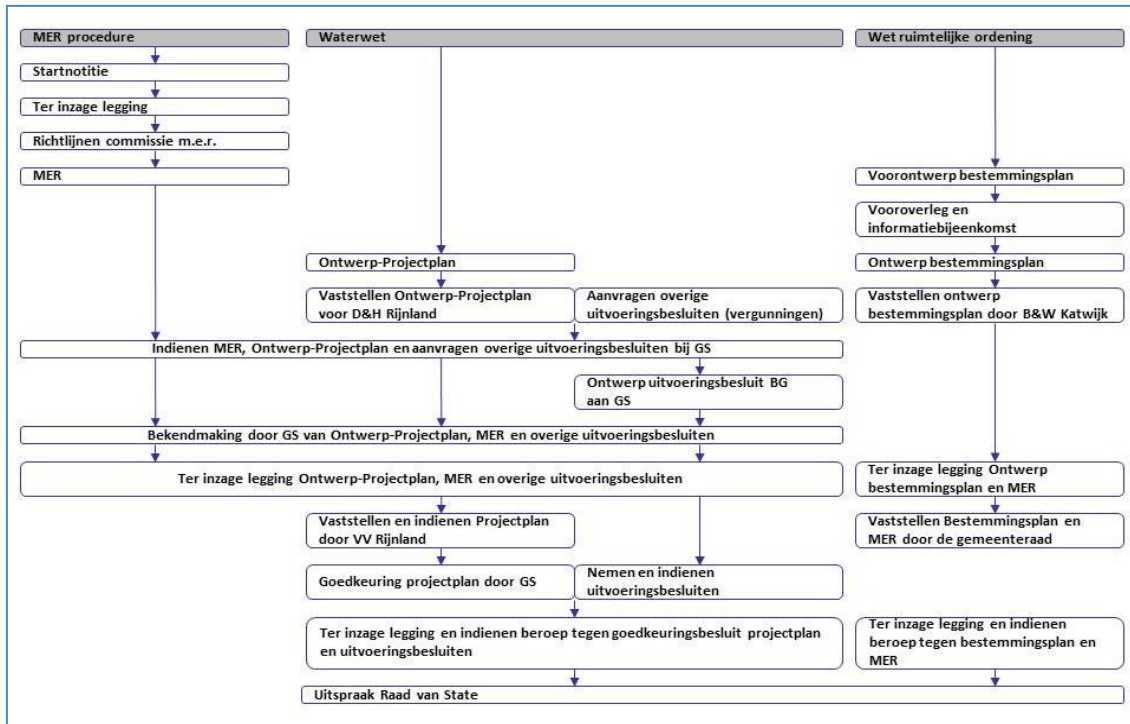 MER procedure
Waterwet
Wet ruimtelijke ordening
Startnotitie
Ter inzage legging
Richtlijnen commissie m.e.r.
MER
Voorontwerp bestemmingsplan
Vooroverleg en
informatiebijeenkomst
Ontwerp-Projectplan
Ontwerp bestemmingsplan
Vaststellen Ontwerp-Projectplan
voor D&H Rijnland
Aanvragen overige
uitvoeringsbesluiten (vergunningen)
Vaststellen ontwerp
bestemmingsplan door B&W Katwijk
Indienen MER, Ontwerp-Projectplan en aanvragen overige uitvoeringsbesluiten bij GS
Ontwerp uitvoeringsbesluit BG
aan GS
Bekendmaking door GS van Ontwerp-Projectplan, MER en overige uitvoeringsbesluiten
Ter inzage legging Ontwerp-Projectplan, MER en overige uitvoeringsbesluiten
Ter inzage legging Ontwerp
bestemmingsplan en MER
Vaststellen en indienen Projectplan
door VV Rijnland
Vaststellen Bestemmingsplan en
MER door de gemeenteraad
Goedkeuring projectplan door GS
Nemen en indienen
uitvoeringsbesluiten
Ter inzage legging en indienen beroep tegen goedkeuringsbesluit projectplan
en uitvoeringsbesluiten
Ter inzage legging en indienen
beroep tegen bestemmingsplan en
MER
Uitspraak Raad van State